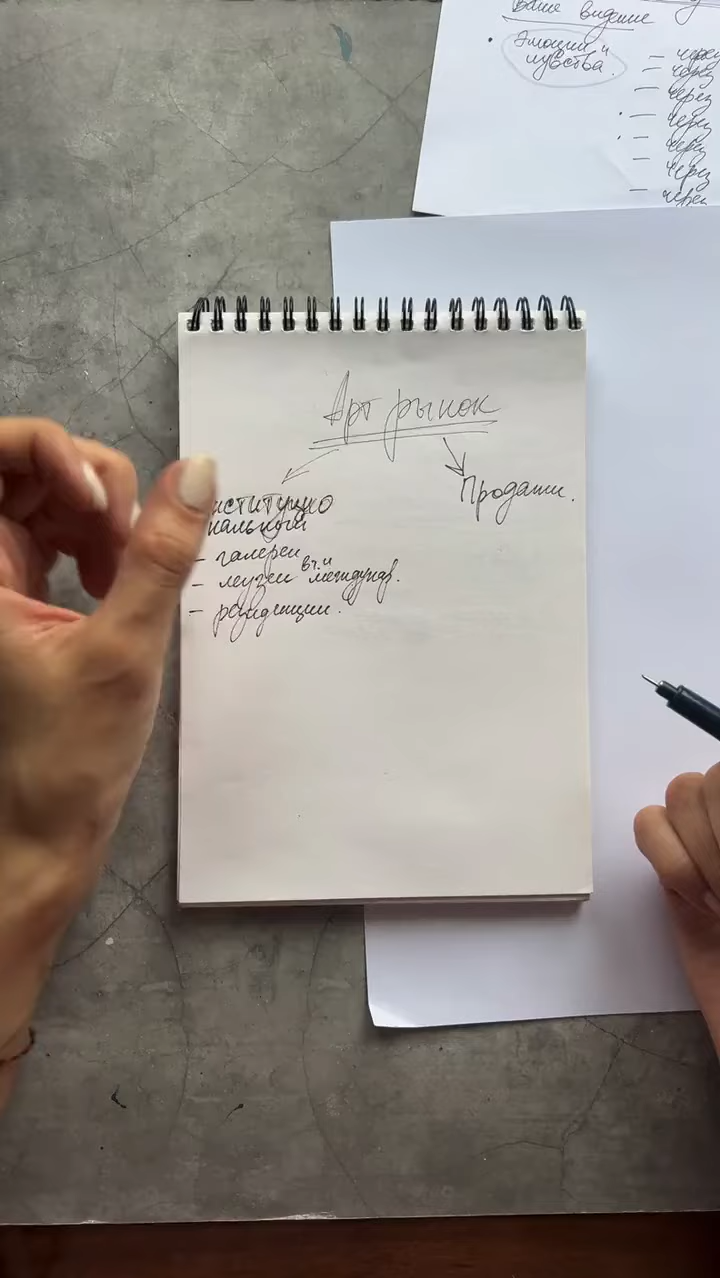 Ваше видение
• Эмоции и
чувства.
— через
— через
— через
— через
— через
— через
— через
Арт рынок
нституцио
нальный
Продажи.
– галереи
– музеи в т.ч. междунар.
– резиденции.